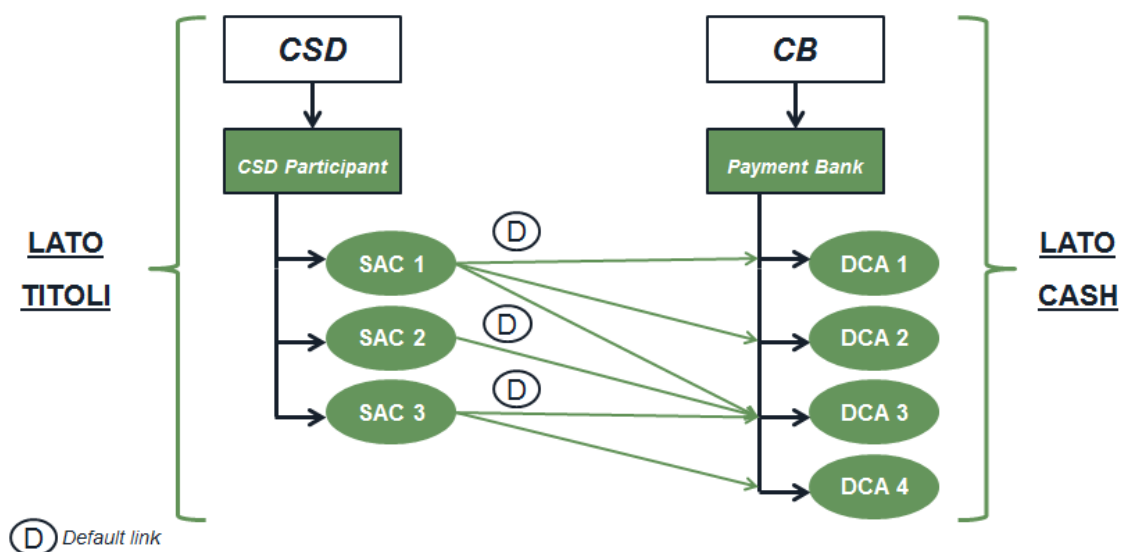 CSD
CB
CSD Participant
Payment Bank
LATO
TITOLI
LATO
CASH
D
SAC 1
DCA 1
D
SAC 2
DCA 2
D
SAC 3
DCA 3
DCA 4
D Default link